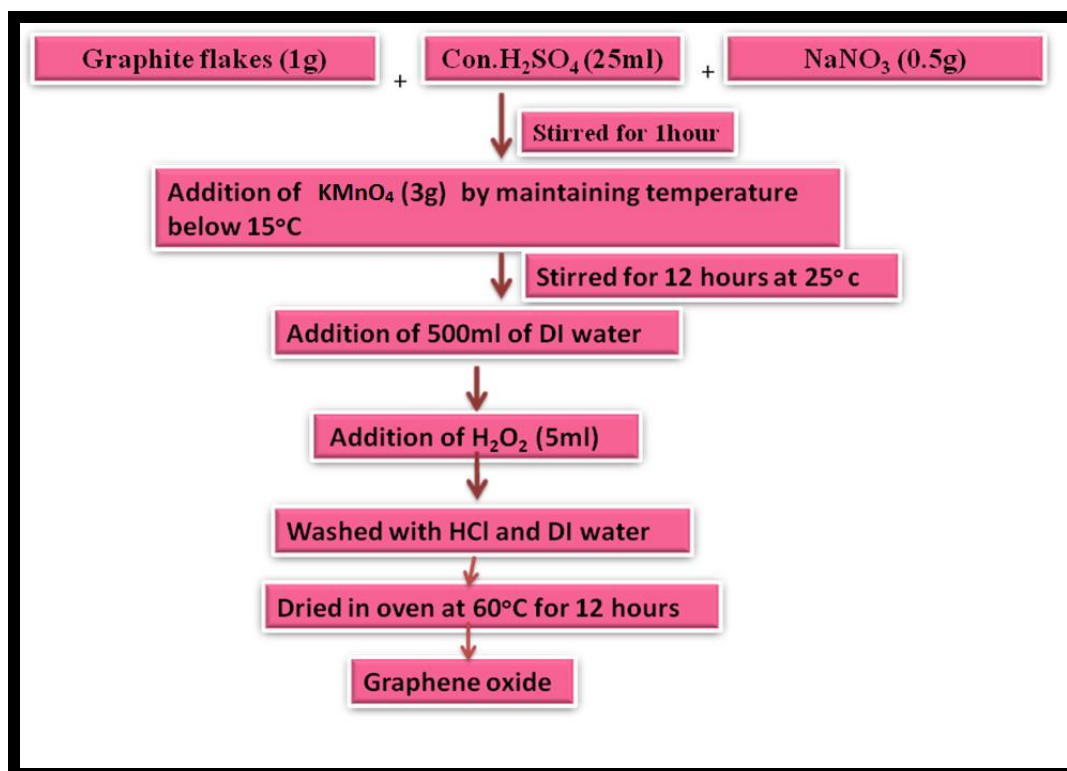 Graphite flakes (1g) + Con.H₂SO₄ (25ml) + NaNO₃ (0.5g)
Stirred for 1hour
Addition of KMnO₄ (3g) by maintaining temperature
below 15°C
Stirred for 12 hours at 25° c
Addition of 500ml of DI water
Addition of H₂O₂ (5ml)
Washed with HCl and DI water
Dried in oven at 60°C for 12 hours
Graphene oxide